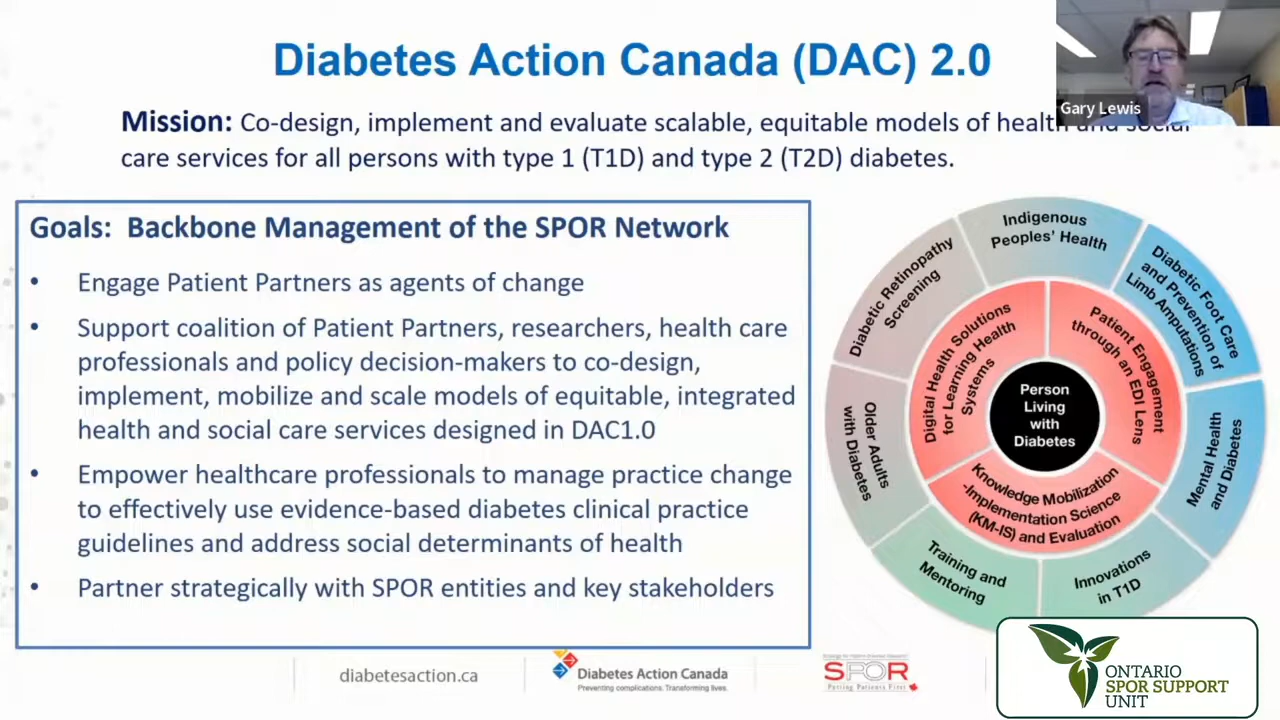 Diabetes Action Canada (DAC) 2.0
Gary Lewis
Mission: Co-design, implement and evaluate scalable, equitable models of health and social
care services for all persons with type 1 (T1D) and type 2 (T2D) diabetes.
Goals: Backbone Management of the SPOR Network
• Engage Patient Partners as agents of change
• Support coalition of Patient Partners, researchers, health care
professionals and policy decision-makers to co-design,
implement, mobilize and scale models of equitable, integrated
health and social care services designed in DAC1.0
• Empower healthcare professionals to manage practice change
to effectively use evidence-based diabetes clinical practice
guidelines and address social determinants of health
• Partner strategically with SPOR entities and key stakeholders
Indigenous
Peoples' Health
Diabetic Foot Care
and Prevention of
Limb Amputations
Mental Health
and Diabetes
Innovations
in T1D
Training and
Mentoring
Older Adults
with Diabetes
Diabetic Retinopathy
Screening
Digital Health Solutions
for Learning Health
Systems
Patient Engagement
through an EDI Lens
Knowledge Mobilization
-Implementation Science
(KM-IS) and Evaluation
Person
Living
with
Diabetes
diabetesaction.ca
Diabetes Action Canada
Preventing complications. Transforming lives.
SPOR
Putting Patients First
ONTARIO
SPOR SUPPORT
UNIT